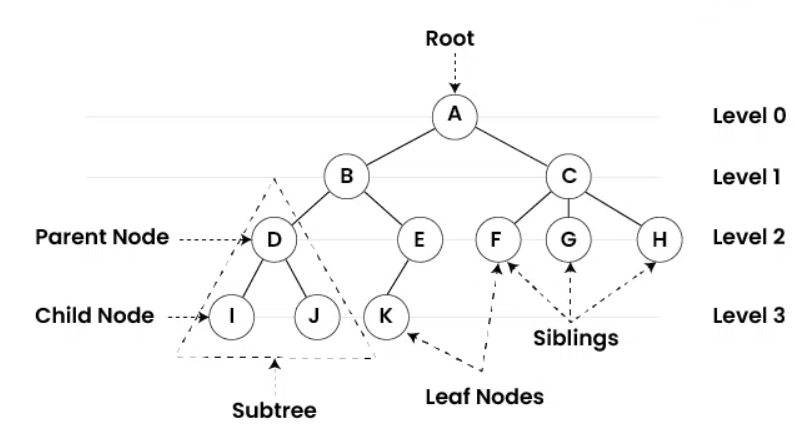 Root
A
Level 0
B
C
Level 1
Parent Node
D
E
F
G
H
Level 2
Child Node
I
J
K
Level 3
Siblings
Leaf Nodes
Subtree